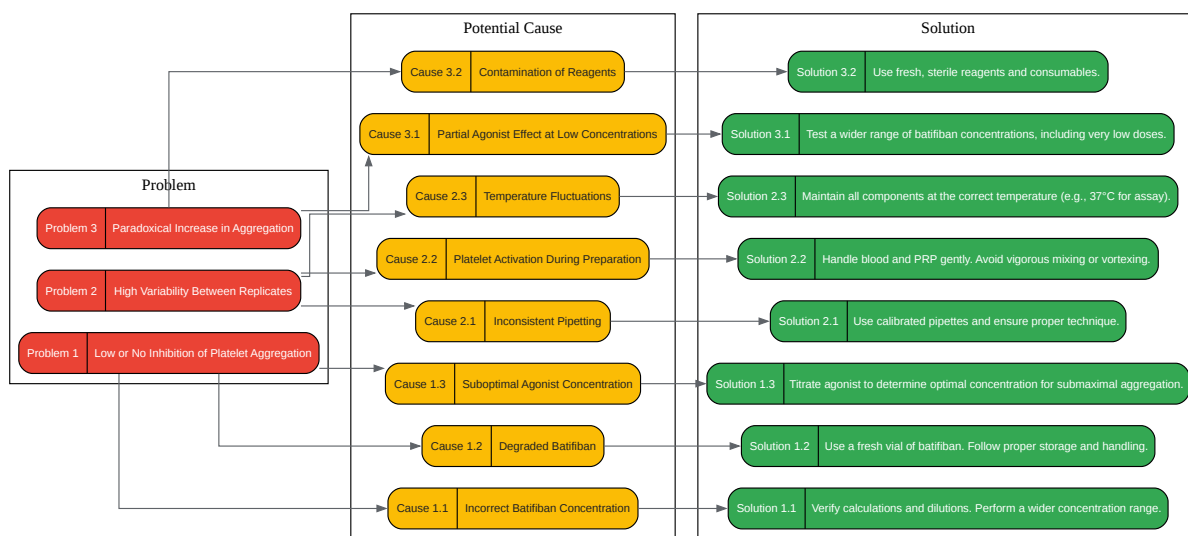 Potential Cause
Solution
Problem
Cause 3.2 Contamination of Reagents
Solution 3.2 Use fresh, sterile reagents and consumables.
Cause 3.1 Partial Agonist Effect at Low Concentrations
Solution 3.1 Test a wider range of batifiban concentrations, including very low doses.
Cause 2.3 Temperature Fluctuations
Solution 2.3 Maintain all components at the correct temperature (e.g., 37°C for assay).
Problem 3 Paradoxical Increase in Aggregation
Cause 2.2 Platelet Activation During Preparation
Solution 2.2 Handle blood and PRP gently. Avoid vigorous mixing or vortexing.
Problem 2 High Variability Between Replicates
Cause 2.1 Inconsistent Pipetting
Solution 2.1 Use calibrated pipettes and ensure proper technique.
Problem 1 Low or No Inhibition of Platelet Aggregation
Cause 1.3 Suboptimal Agonist Concentration
Solution 1.3 Titrate agonist to determine optimal concentration for submaximal aggregation.
Cause 1.2 Degraded Batifiban
Solution 1.2 Use a fresh vial of batifiban. Follow proper storage and handling.
Cause 1.1 Incorrect Batifiban Concentration
Solution 1.1 Verify calculations and dilutions. Perform a wider concentration range.